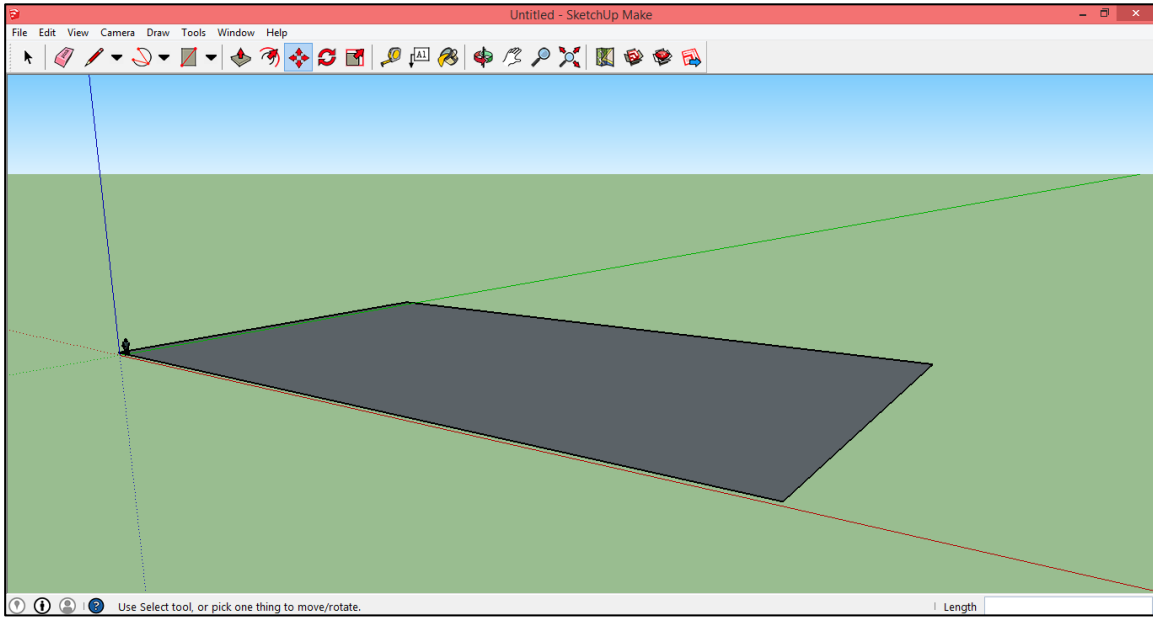 Untitled - SketchUp Make
File Edit View Camera Draw Tools Window Help
A1
? Use Select tool, or pick one thing to move/rotate. Length